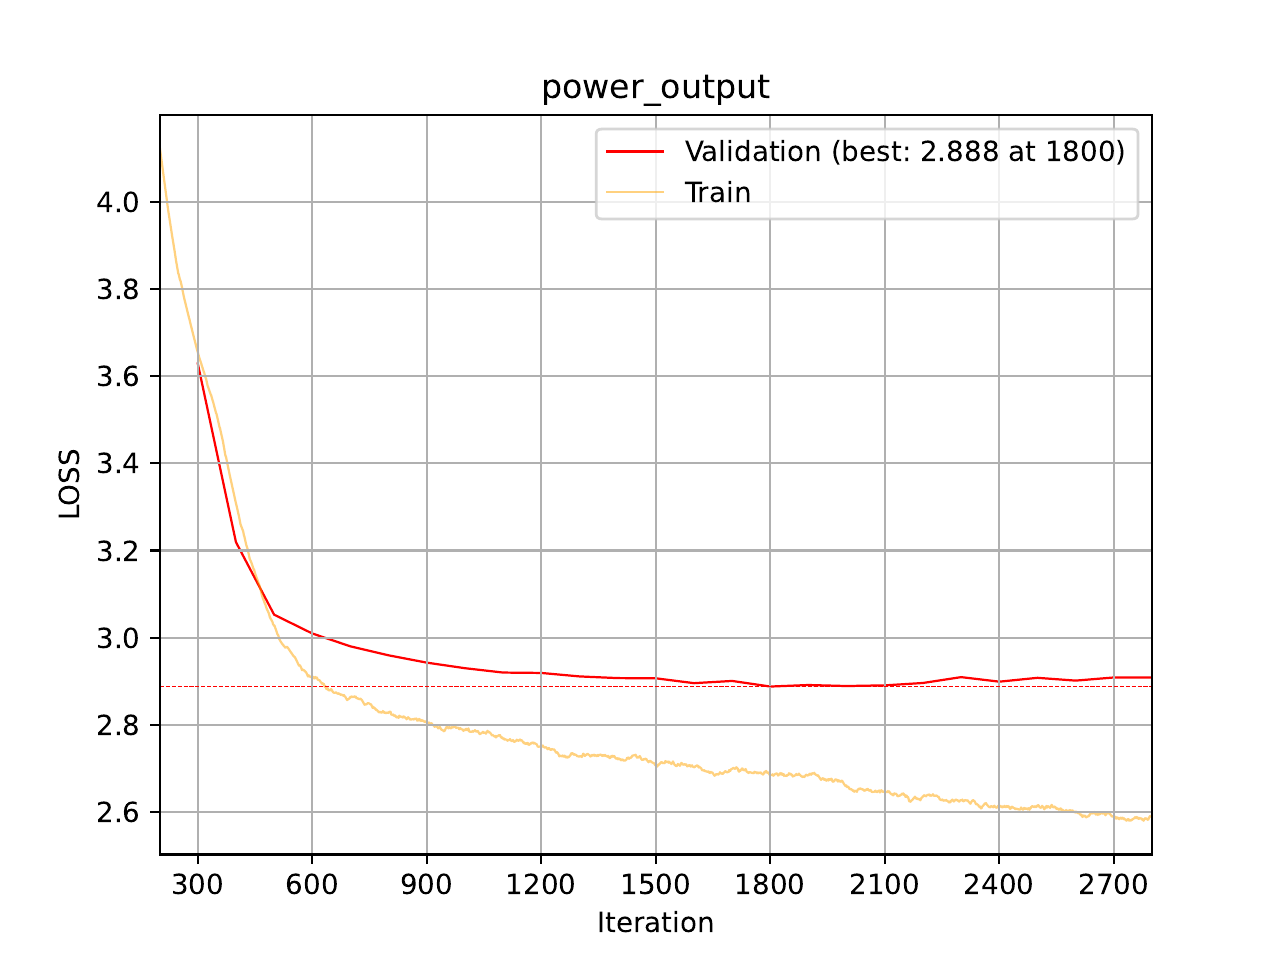 power_output
Validation (best: 2.888 at 1800)
Train
4.0
3.8
3.6
3.4
3.2
3.0
2.8
2.6
LOSS
300 600 900 1200 1500 1800 2100 2400 2700
Iteration